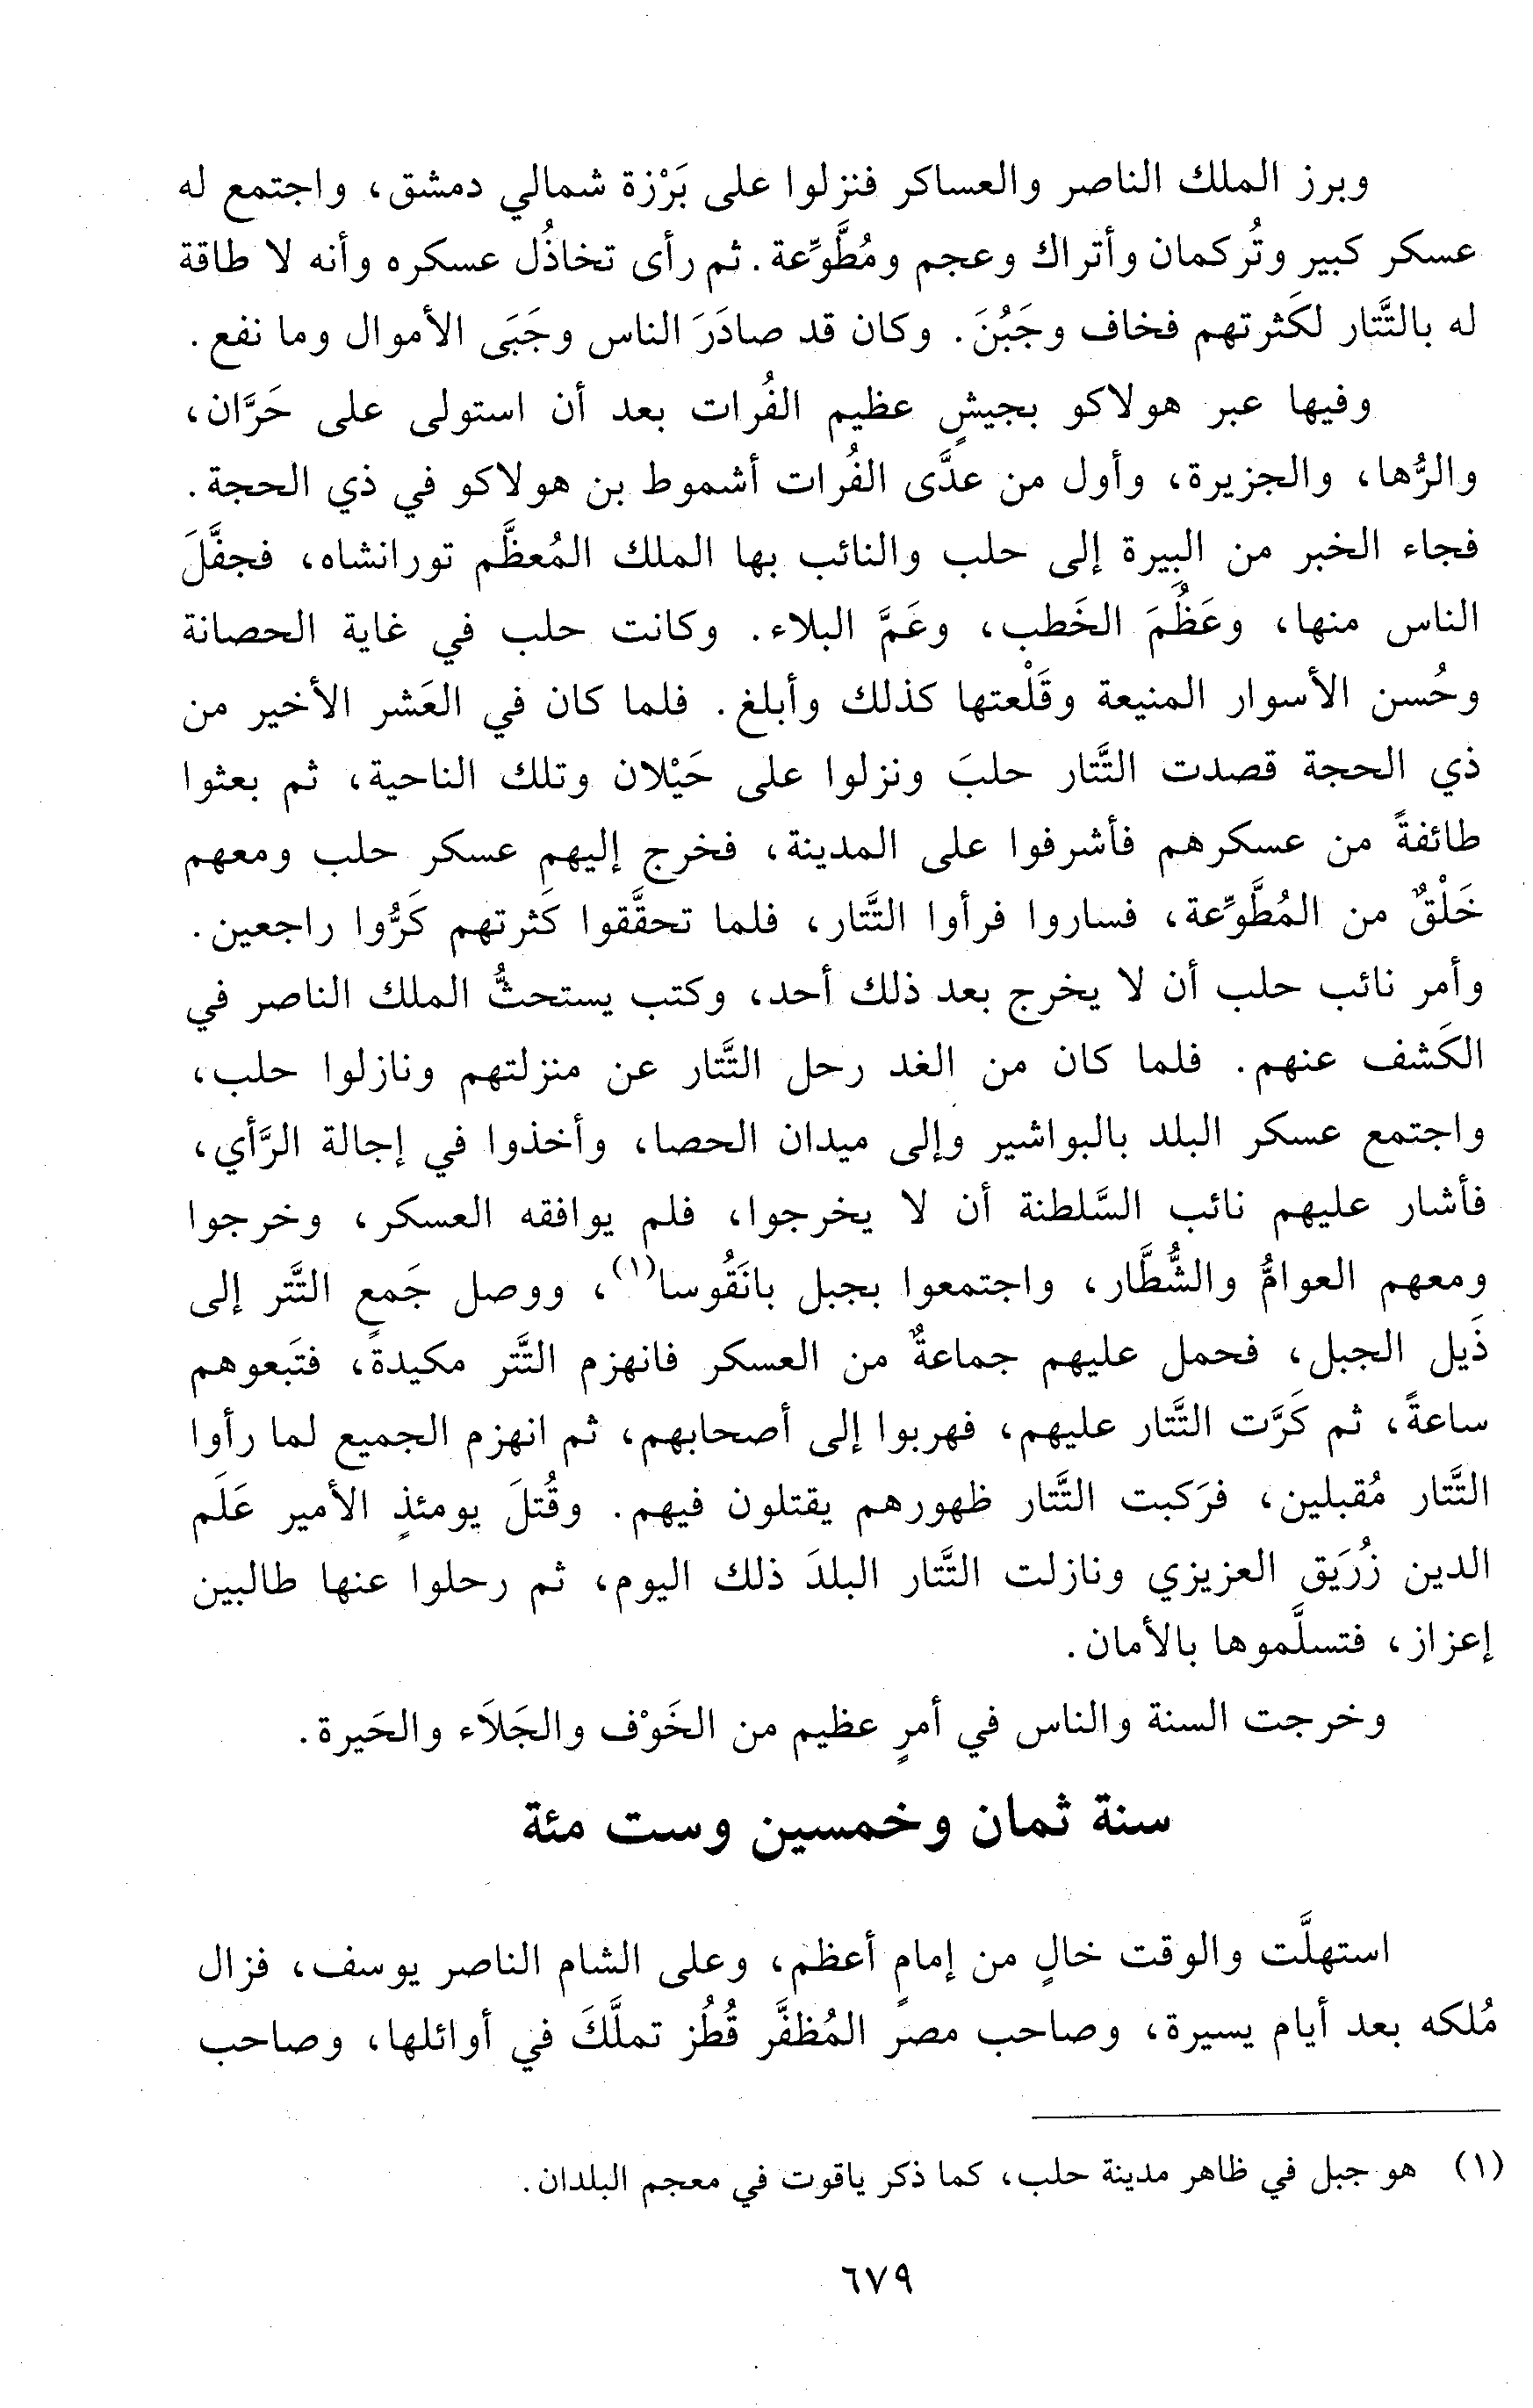 وبرز الملك الناصر والعساكر فنزلوا على بَرْزة شمالي دمشق، واجتمع له
عسكر كبير وتُركمان وأتراك وعجم ومُطَّوِّعة. ثم رأى تخاذُل عسكره وأنه لا طاقة
له بالتَّتار لكَثرتهم فخاف وجَبُنَ. وكان قد صادَرَ الناس وجَبَى الأموال وما نفع.
وفيها عبر هولاكو بجيشٍ عظيم الفُرات بعد أن استولى على حَرَّان،
والرُّها، والجزيرة، وأول من عدَّى الفُرات أشموط بن هولاكو في ذي الحجة.
فجاء الخبر من البِيرة إلى حلب والنائب بها الملك المُعظَّم تورانشاه، فجفَّلَ
الناس منها، وعَظُمَ الخَطب، وعَمَّ البلاء. وكانت حلب في غاية الحصانة
وحُسن الأسوار المنيعة وقَلْعتها كذلك وأبلغ. فلما كان في العَشر الأخير من
ذي الحجة قصدت التَّتار حلبَ ونزلوا على حَيْلان وتلك الناحية، ثم بعثوا
طائفةً من عسكرهم فأشرفوا على المدينة، فخرج إليهم عسكر حلب ومعهم
خَلْقٌ من المُطَّوِّعة، فساروا فرأوا التَّتار، فلما تحقَّقوا كَثرتهم كَرُّوا راجعين.
وأمر نائب حلب أن لا يخرج بعد ذلك أحد، وكتب يستحثُّ الملك الناصر في
الكَشف عنهم. فلما كان من الغد رحل التَّتار عن منزلتهم ونازلوا حلب،
واجتمع عسكر البلد بالبواشير وإلى ميدان الحصا، وأخذوا في إجالة الرَّأي،
فأشار عليهم نائب السَّلطنة أن لا يخرجوا، فلم يوافقه العسكر، وخرجوا
ومعهم العوامُّ والشُّطَّار، واجتمعوا بجبل بانَقُوسا(١)، ووصل جَمع التَّتر إلى
ذَيل الجبل، فحمل عليهم جماعةٌ من العسكر فانهزم التَّتر مكيدةً، فتَبعوهم
ساعةً، ثم كَرَّت التَّتار عليهم، فهربوا إلى أصحابهم، ثم انهزم الجميع لما رأوا
التَّتار مُقبلين، فرَكبت التَّتار ظهورهم يقتلون فيهم. وقُتلَ يومئذٍ الأمير عَلَم
الدين زُرَيق العزيزي ونازلت التَّتار البلدَ ذلك اليوم، ثم رحلوا عنها طالبين
إعزاز، فتسلَّموها بالأمان.
وخرجت السنة والناس في أمرٍ عظيم من الخَوْف والجَلاَء والحَيرة.
سنة ثمان وخمسين وست مئة
استهلَّت والوقت خالٍ من إمامٍ أعظم، وعلى الشام الناصر يوسف، فزال
مُلكه بعد أيام يسيرة، وصاحب مصر المُظفَّر قُطُز تملَّكَ في أوائلها، وصاحب
(١) هو جبل في ظاهر مدينة حلب، كما ذكر ياقوت في معجم البلدان.
٦٧٩